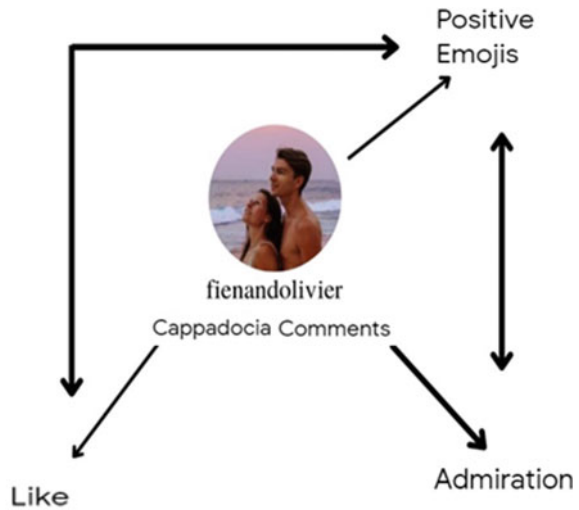 Positive
Emojis
fienandolivier
Cappadocia Comments
Admiration
Like